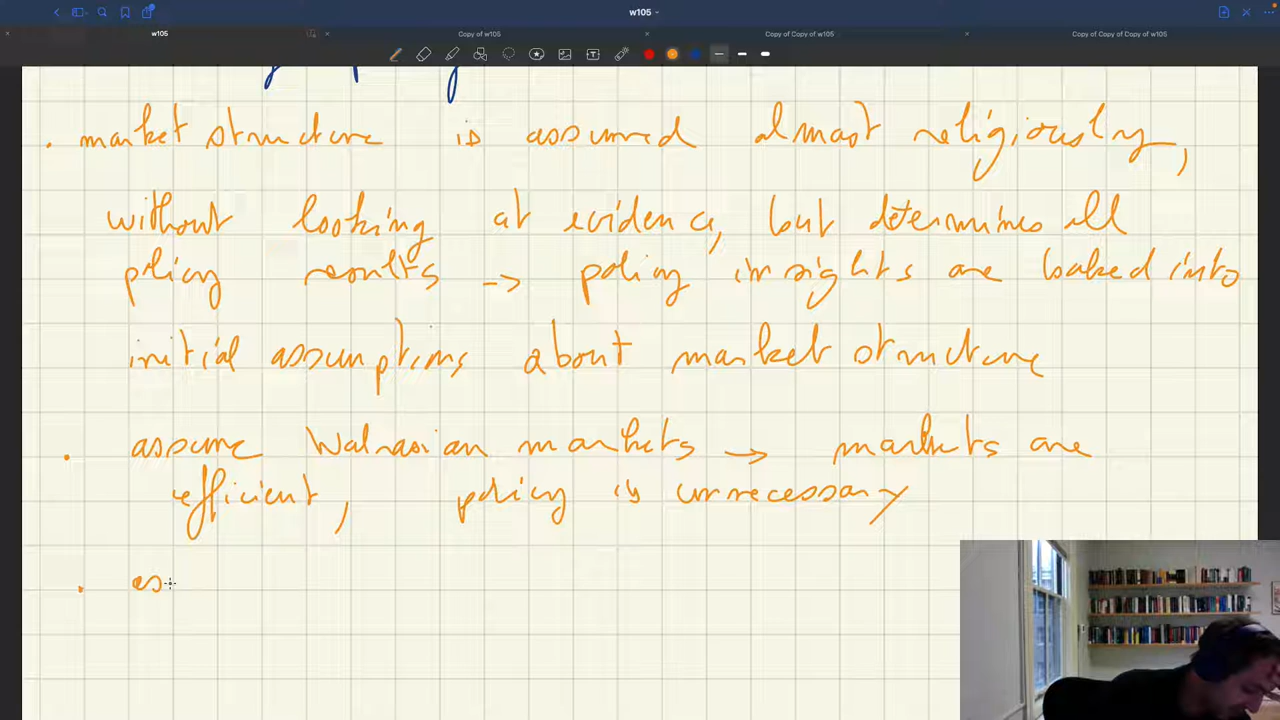 w105
w105
Copy of w105
Copy of Copy of w105
Copy of Copy of Copy of w105
. market structure is assumed almost religiously,
without looking at evidence, but determines all
policy results -> policy insights are baked into
initial assumptions about market structure
. assume Walrasian markets -> markets are
efficient, policy is unnecessary
. as